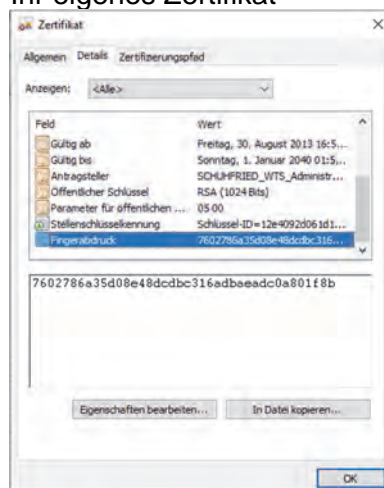 Ihr eigenes Zertifikat
Zertifikat
Allgemein Details Zertifizierungspfad
Anzeigen: <Alle>
Feld Wert
Gültig ab Freitag, 30. August 2013 16:5...
Gültig bis Sonntag, 1. Januar 2040 01:5...
Antragsteller SCHUHFRIED_WTS_Administr...
Öffentlicher Schlüssel RSA (1024 Bits)
Parameter für öffentlichen ... 05 00
Stellenschlüsselkennung Schlüssel-ID=12e4092d061d1...
Fingerabdruck 7602786a35d08e48dcdbc316...
7602786a35d08e48dcdbc316adbaeadc0a801f8b
Eigenschaften bearbeiten... In Datei kopieren...
OK